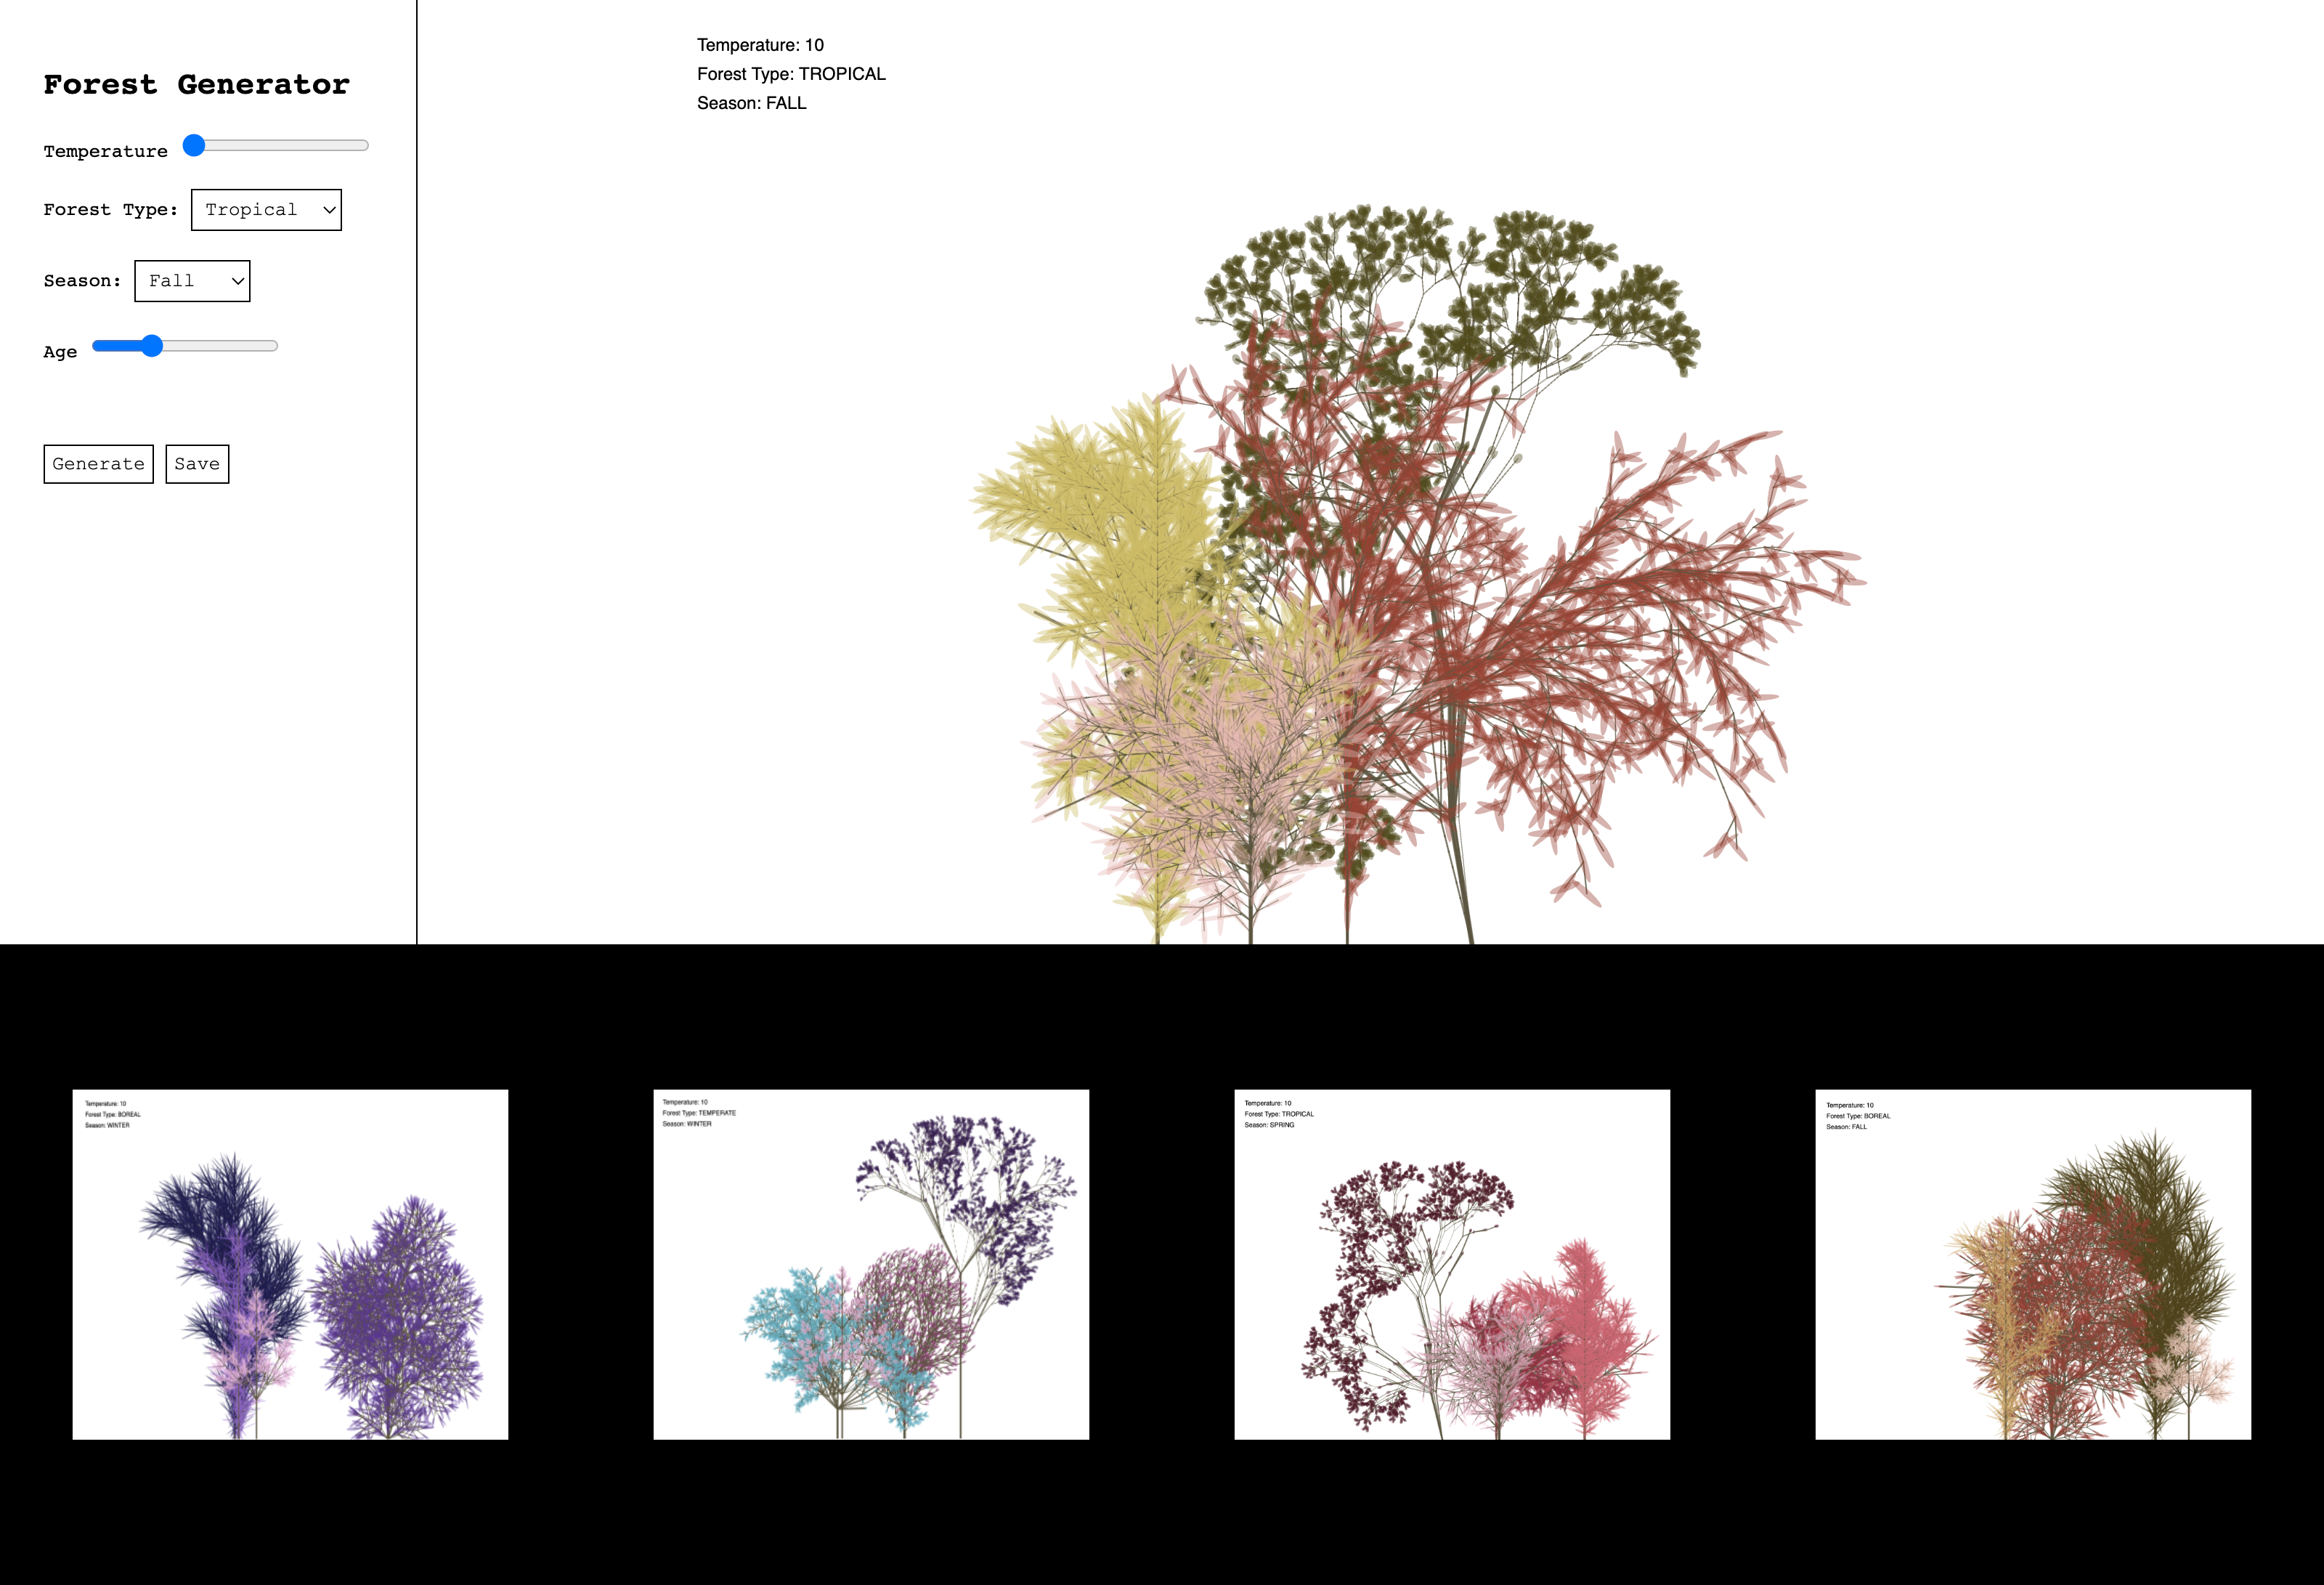 Forest Generator
Temperature
Forest Type: Tropical
Season: Fall
Age
Generate Save
Temperature: 10
Forest Type: TROPICAL
Season: FALL
Temperature: 10
Forest Type: BOREAL
Season: WINTER
Temperature: 10
Forest Type: TEMPERATE
Season: WINTER
Temperature: 10
Forest Type: TROPICAL
Season: SPRING
Temperature: 10
Forest Type: BOREAL
Season: FALL